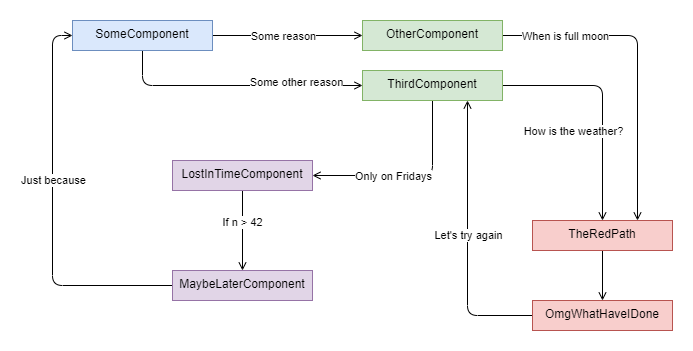 SomeComponent
Some reason
OtherComponent
When is full moon
Some other reason
ThirdComponent
How is the weather?
LostInTimeComponent
Only on Fridays
Just because
If n > 42
Let's try again
TheRedPath
MaybeLaterComponent
OmgWhatHaveIDone